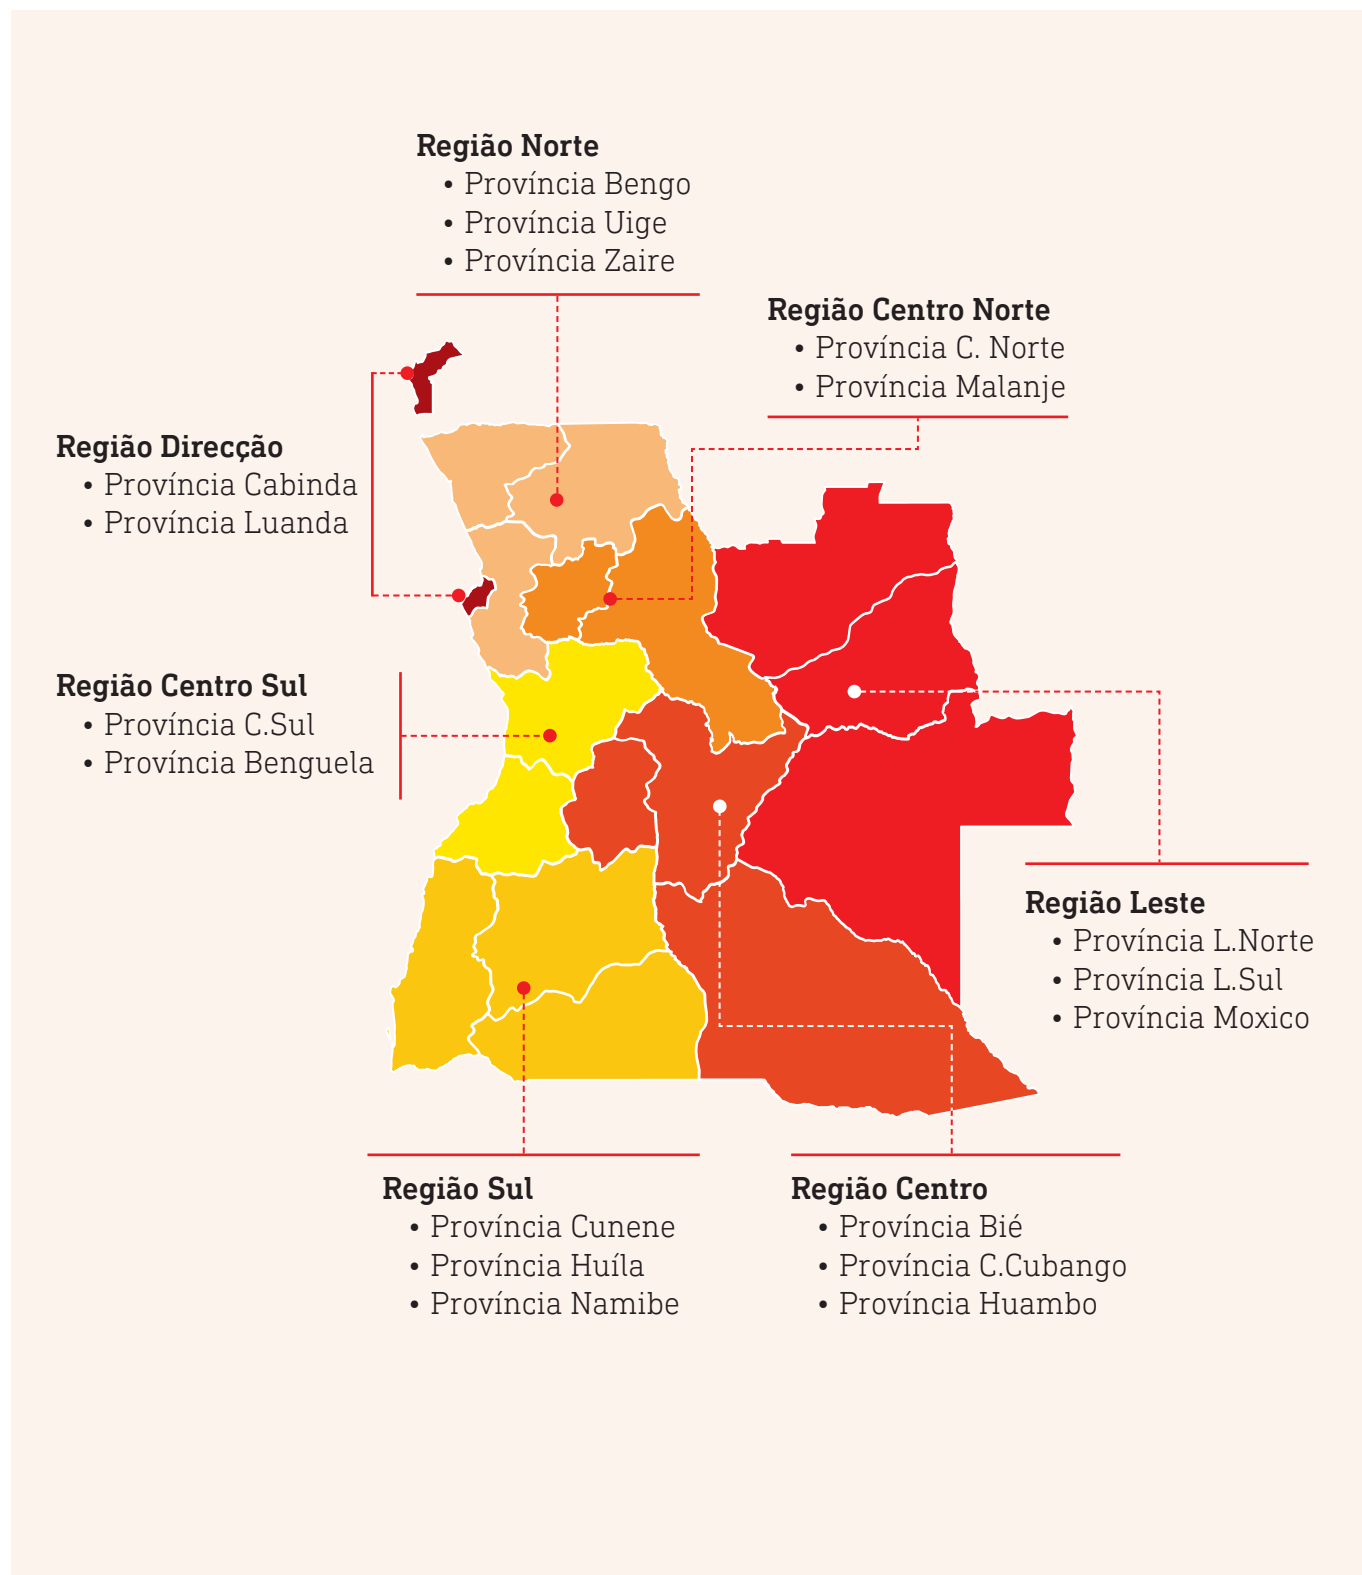 Região Norte
• Província Bengo
• Província Uige
• Província Zaire
Região Centro Norte
• Província C. Norte
• Província Malanje
Região Direcção
• Província Cabinda
• Província Luanda
Região Centro Sul
• Província C.Sul
• Província Benguela
Região Leste
• Província L.Norte
• Província L.Sul
• Província Moxico
Região Sul
• Província Cunene
• Província Huíla
• Província Namibe
Região Centro
• Província Bié
• Província C.Cubango
• Província Huambo